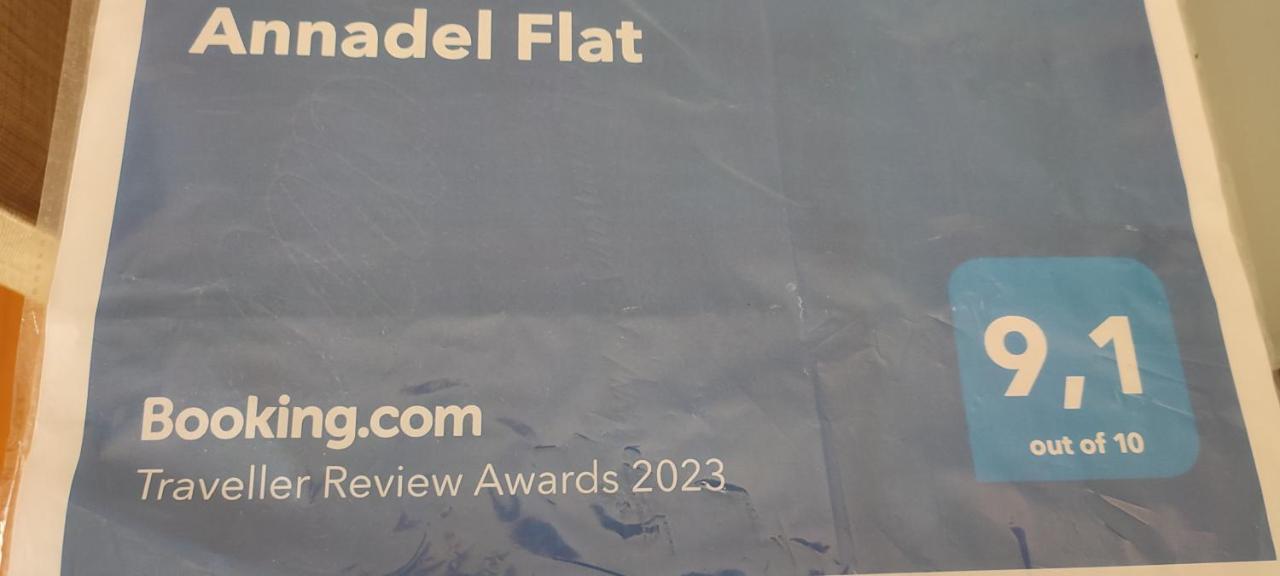 Annadel Flat
Booking.com
Traveller Review Awards 2023
9,1
out of 10